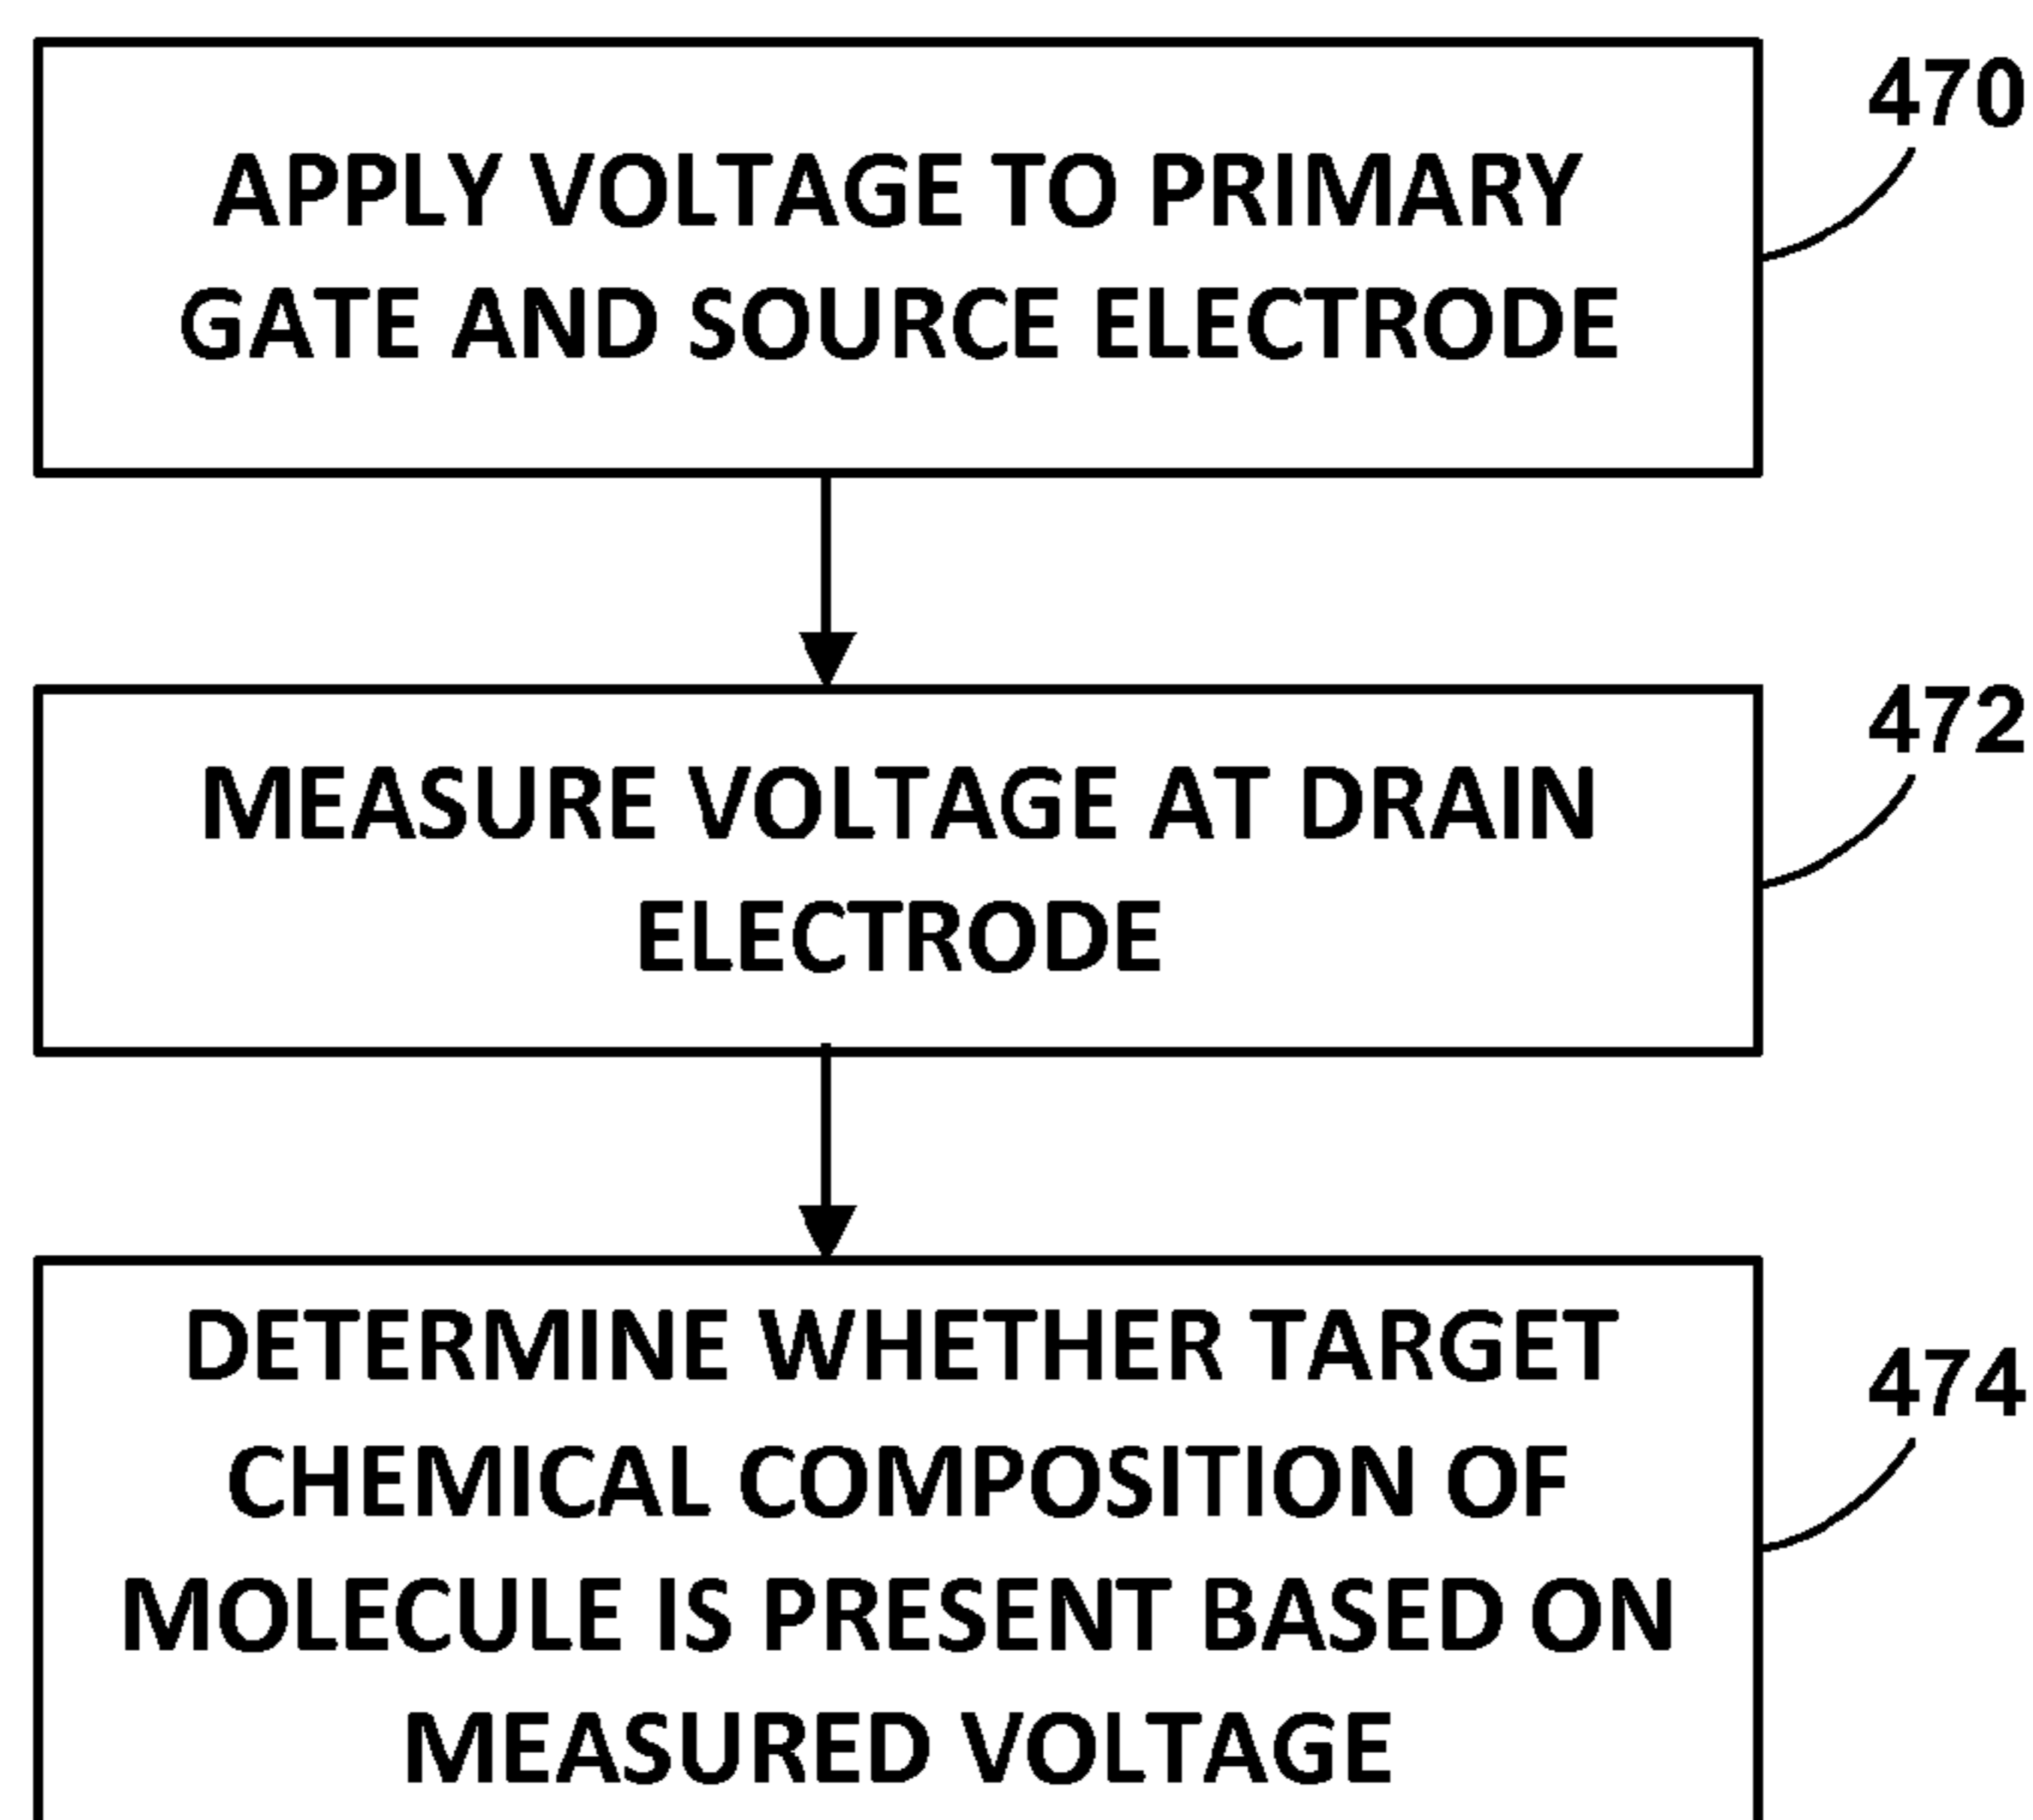 470
APPLY VOLTAGE TO PRIMARY
GATE AND SOURCE ELECTRODE
472
MEASURE VOLTAGE AT DRAIN
ELECTRODE
474
DETERMINE WHETHER TARGET
CHEMICAL COMPOSITION OF
MOLECULE IS PRESENT BASED ON
MEASURED VOLTAGE